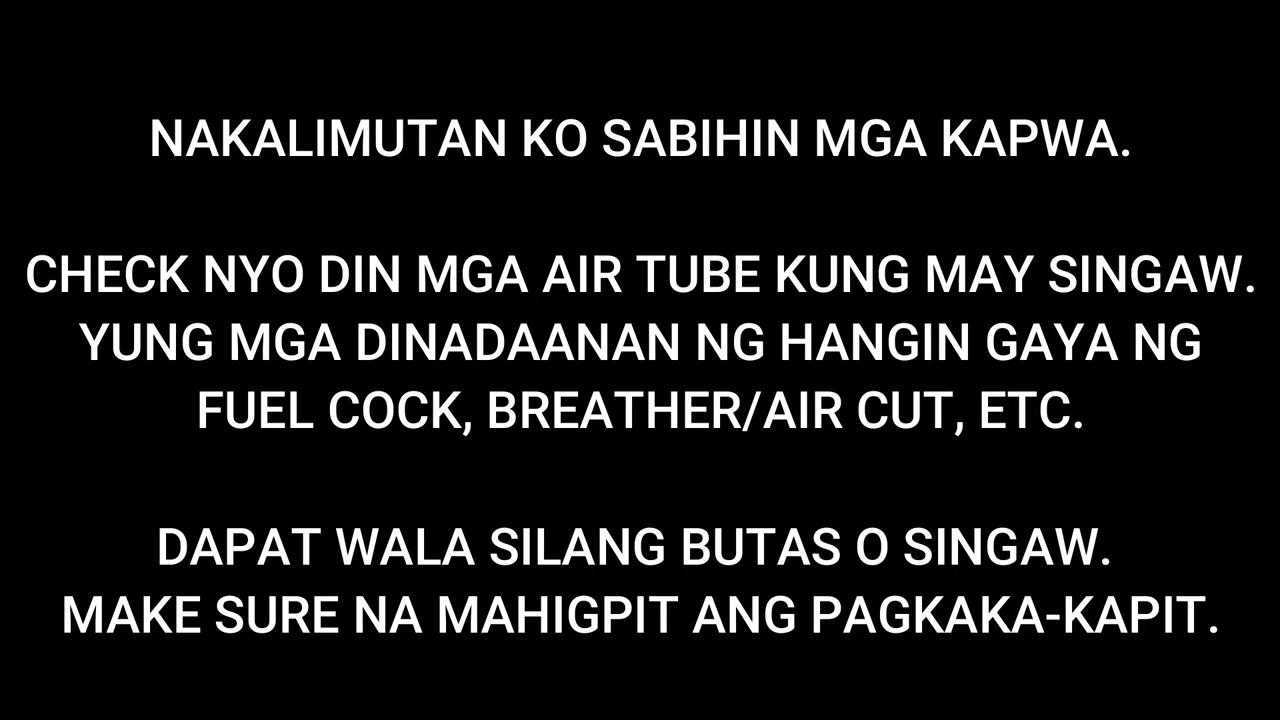 NAKALIMUTAN KO SABIHIN MGA KAPWA.
CHECK NYO DIN MGA AIR TUBE KUNG MAY SINGAW.
YUNG MGA DINADAANAN NG HANGIN GAYA NG
FUEL COCK, BREATHER/AIR CUT, ETC.
DAPAT WALA SILANG BUTAS O SINGAW.
MAKE SURE NA MAHIGPIT ANG PAGKAKA-KAPIT.